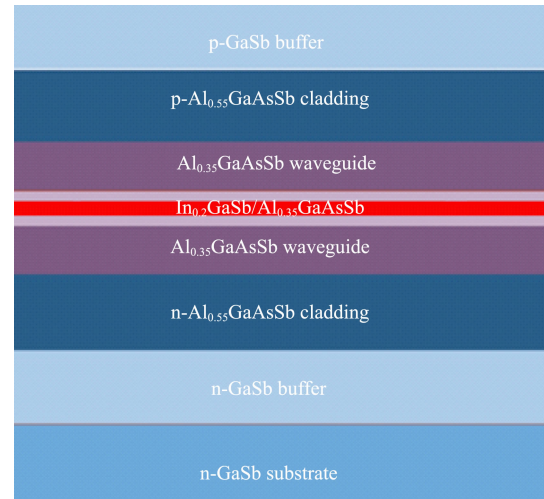 p-GaSb buffer
p-Al₀.₅₅GaAsSb cladding
Al₀.₃₅GaAsSb waveguide
In₀.₂GaSb/Al₀.₃₅GaAsSb
Al₀.₃₅GaAsSb waveguide
n-Al₀.₅₅GaAsSb cladding
n-GaSb buffer
n-GaSb substrate